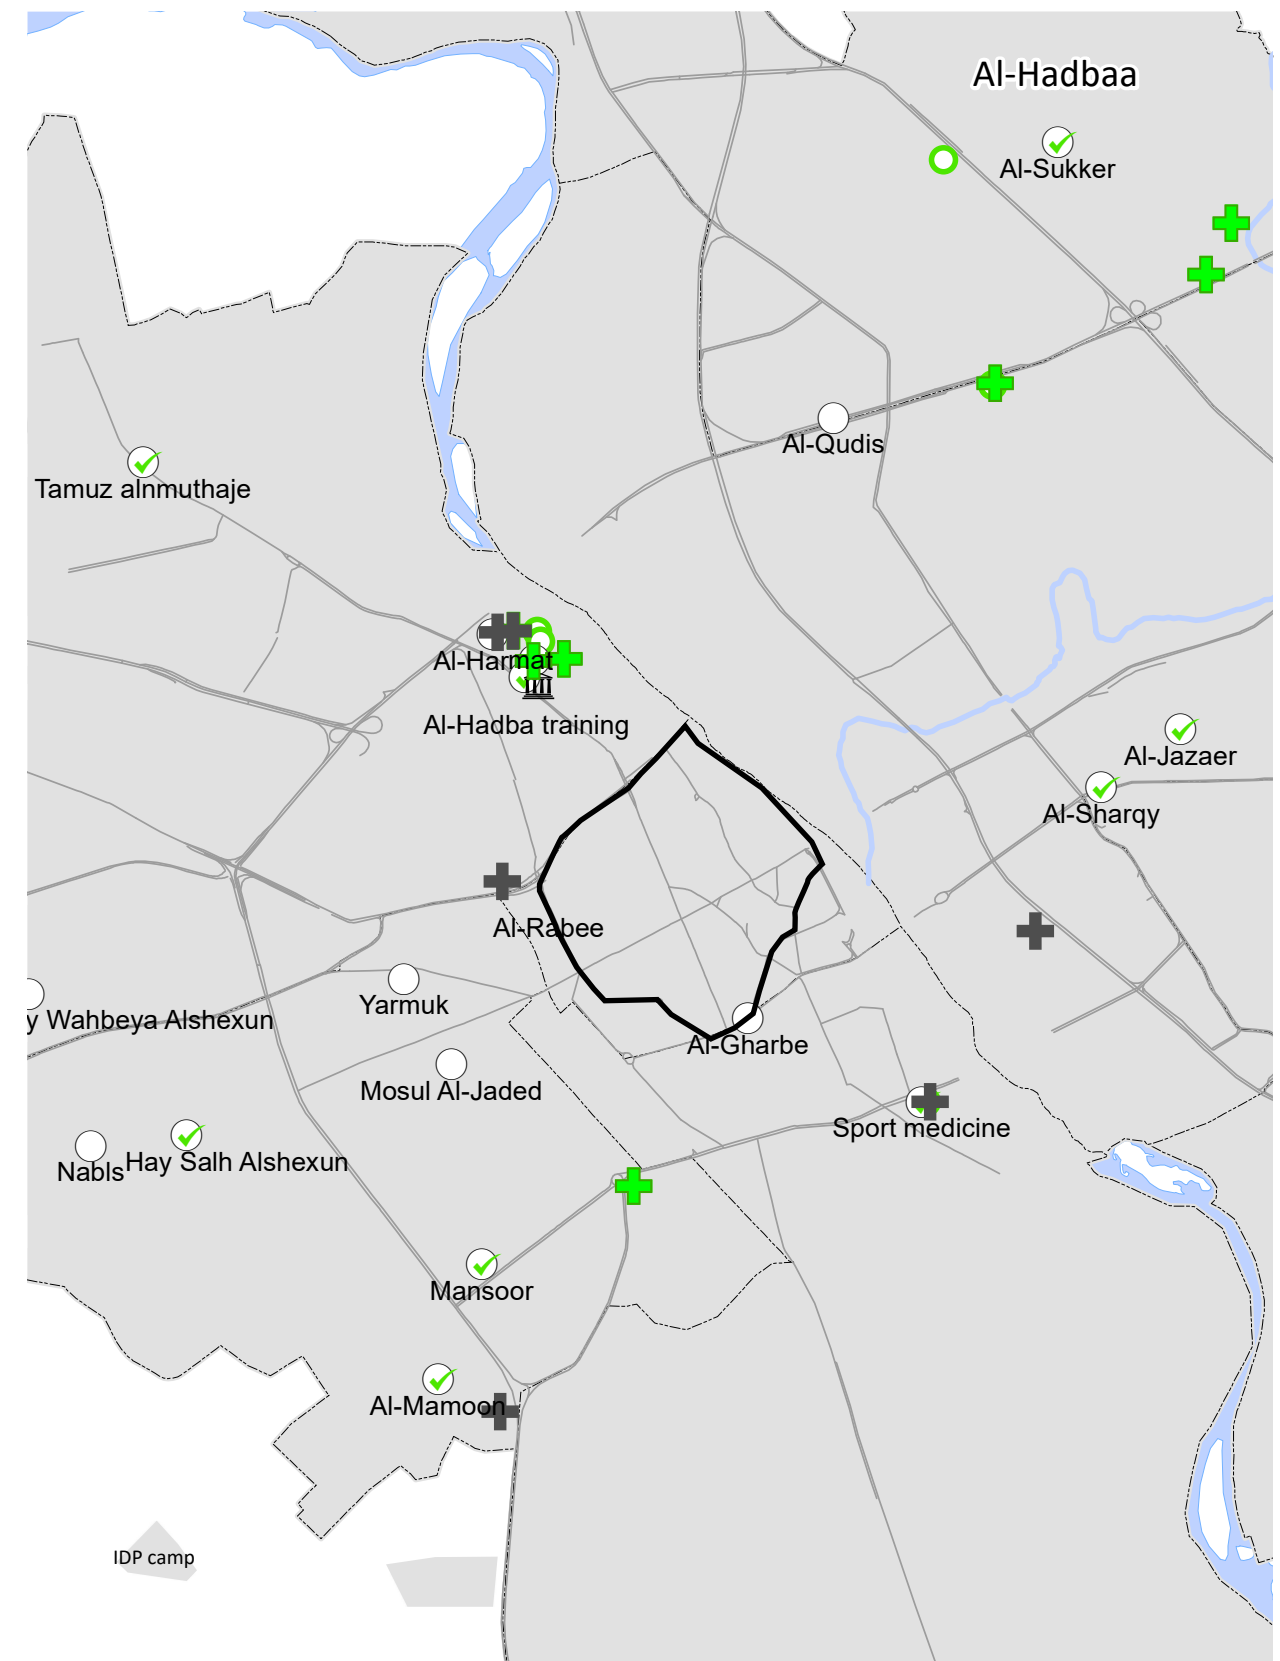 Al-Hadbaa
Al-Sukker
Al-Qudis
Tamuz alnmuthaje
Al-Harmat
Al-Hadba training
Al-Jazaer
Al-Sharqy
Al-Rabee
Yarmuk
y Wahbeya Alshexun
Al-Gharbe
Mosul Al-Jaded
Sport medicine
Nabls
Hay Salh Alshexun
Mansoor
Al-Mamoon
IDP camp